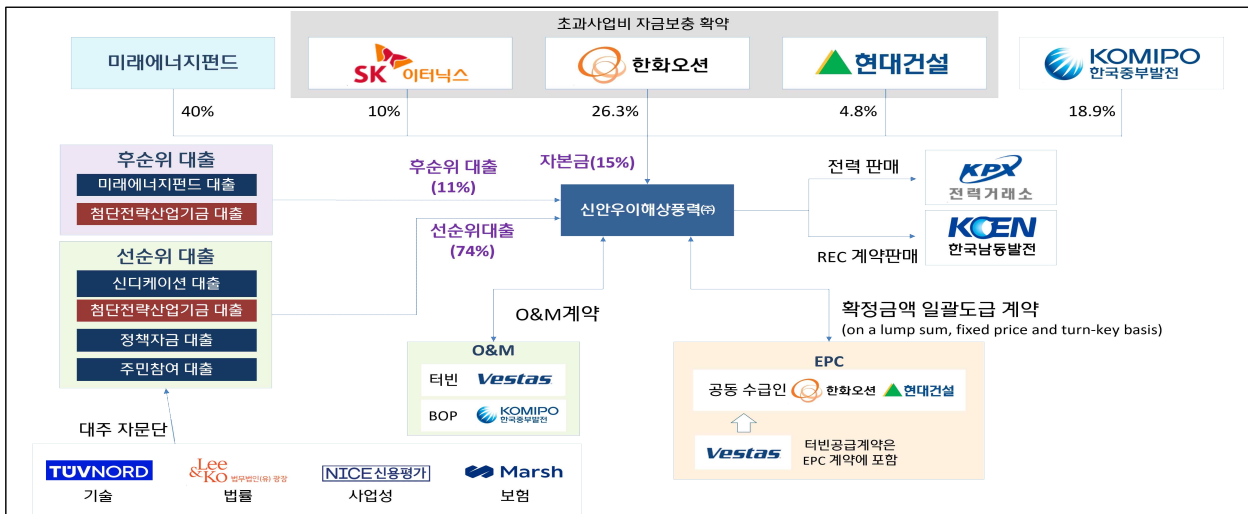 초과사업비 자금보충 확약
미래에너지펀드
SK 이터닉스
한화오션
현대건설
KOMIPO
한국중부발전
40%
10%
26.3%
4.8%
18.9%
후순위 대출
미래에너지펀드 대출
첨단전략산업기금 대출
후순위 대출
(11%)
자본금(15%)
신안우이해상풍력㈜
전력 판매
KPX
전력거래소
REC 계약판매
KOEN
한국남동발전
선순위 대출
신디케이션 대출
첨단전략산업기금 대출
정책자금 대출
주민참여 대출
선순위대출
(74%)
O&M계약
O&M
터빈 Vestas
BOP KOMIPO
한국중부발전
확정금액 일괄도급 계약
(on a lump sum, fixed price and turn-key basis)
EPC
공동 수급인 한화오션 현대건설
Vestas
터빈공급계약은
EPC 계약에 포함
대주 자문단
TÜVNORD
기술
Lee
&KO 법무법인(유) 광장
법률
NICE신용평가
사업성
Marsh
보험